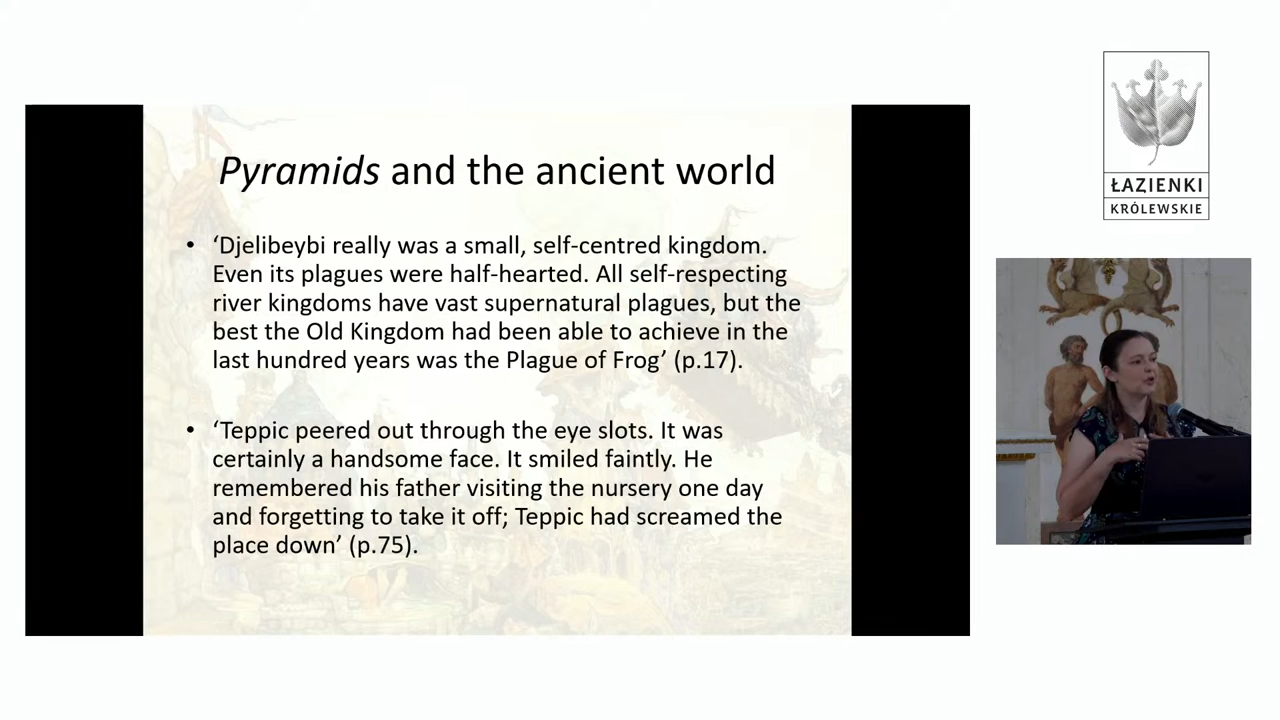 Pyramids and the ancient world
• ‘Djelibeybi really was a small, self-centred kingdom.
Even its plagues were half-hearted. All self-respecting
river kingdoms have vast supernatural plagues, but the
best the Old Kingdom had been able to achieve in the
last hundred years was the Plague of Frog’ (p.17).
• ‘Teppic peered out through the eye slots. It was
certainly a handsome face. It smiled faintly. He
remembered his father visiting the nursery one day
and forgetting to take it off; Teppic had screamed the
place down’ (p.75).
ŁAZIENKI
KRÓLEWSKIE